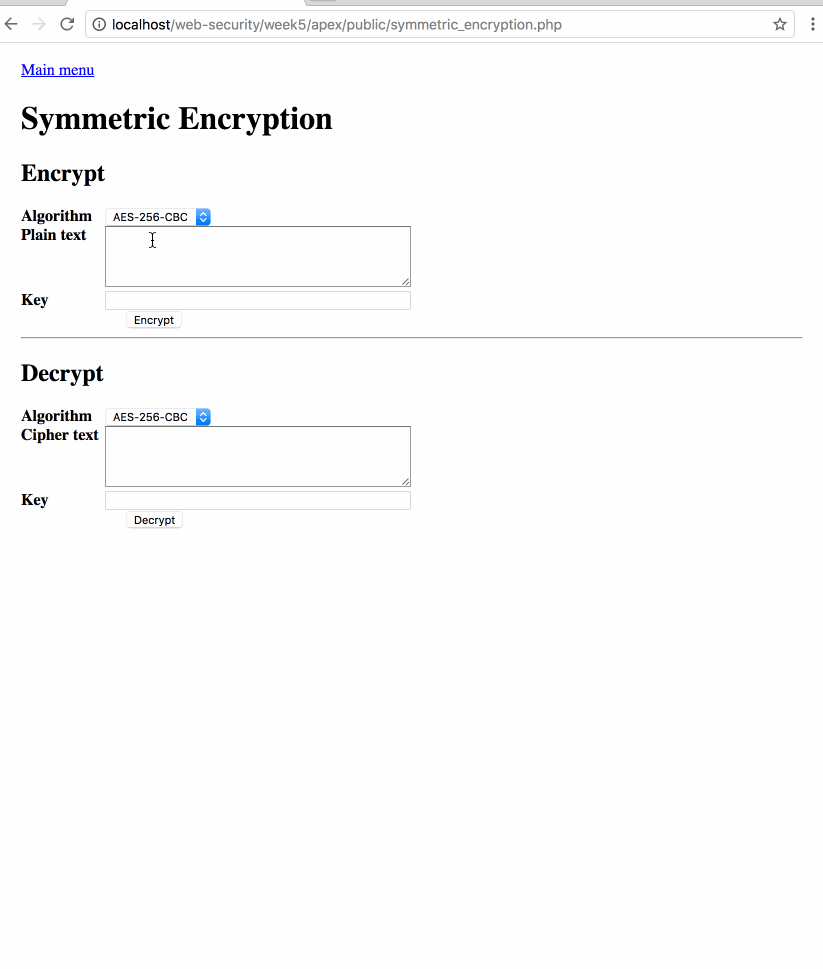 localhost/web-security/week5/apex/public/symmetric_encryption.php
Main menu
Symmetric Encryption
Encrypt
Algorithm AES-256-CBC
Plain text
Key
Encrypt
Decrypt
Algorithm AES-256-CBC
Cipher text
Key
Decrypt